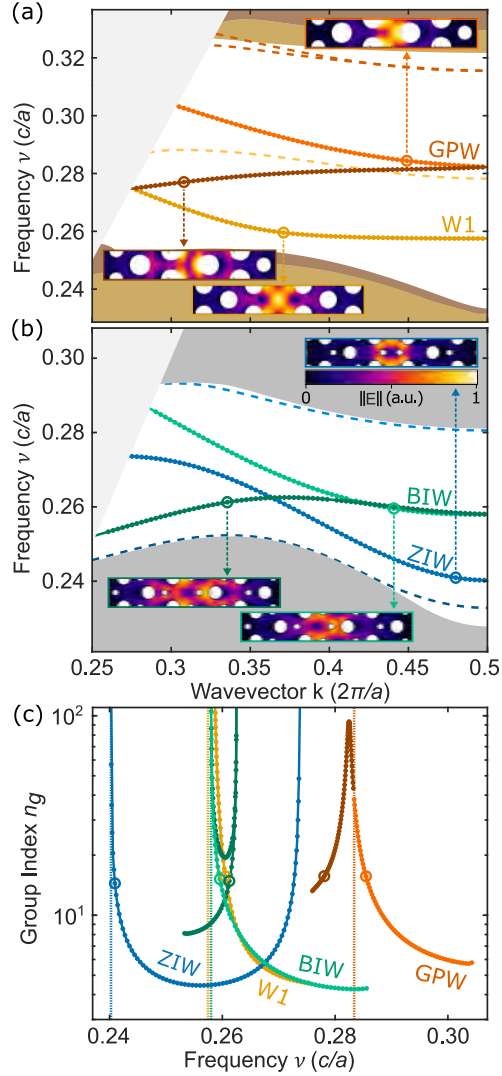 (a)
0.32
0.30
0.28
0.26
0.24
Frequency ν (c/a)
GPW
W1
(b)
0.30
0.28
0.26
0.24
Frequency ν (c/a)
0 1
||E|| (a.u.)
BIW
ZIW
0.25 0.3 0.35 0.4 0.45 0.5
Wavevector k (2π/a)
(c)
10²
10¹
Group Index n_g
ZIW
W1
BIW
GPW
0.24 0.26 0.28 0.3
Frequency ν (c/a)